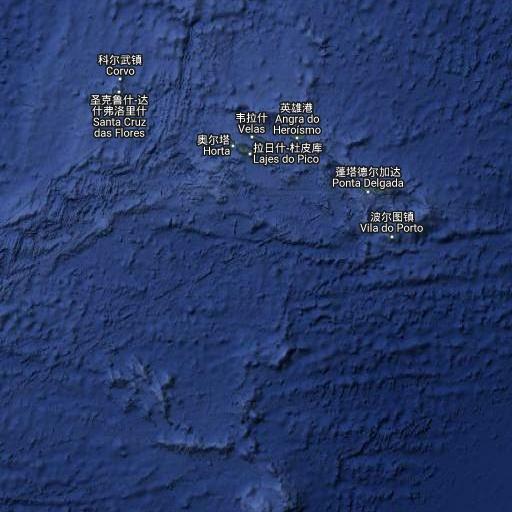 科尔武镇
Corvo
圣克鲁什-达
什弗洛里什
Santa Cruz
das Flores
韦拉什
Velas
英雄港
Angra do
Heroísmo
奥尔塔
Horta
拉日什-杜皮库
Lajes do Pico
蓬塔德尔加达
Ponta Delgada
波尔图镇
Vila do Porto